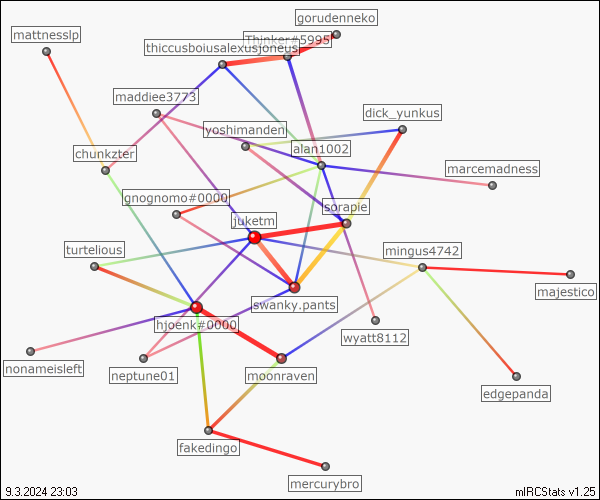 gorudenneko
mattnesslp
Thinker#5995
thiccusboiusalexusjoneus
maddiee3773
dick_yunkus
yoshimanden
alan1002
chunkzter
marcemadness
gnognomo#0000
sorapie
juketm
turtelious
mingus4742
majestico
swanky.pants
hjoenk#0000
wyatt8112
nonameisleft
neptune01
moonraven
edgepanda
fakedingo
mercurybro
9.3.2024 23:03
mIRCStats v1.25